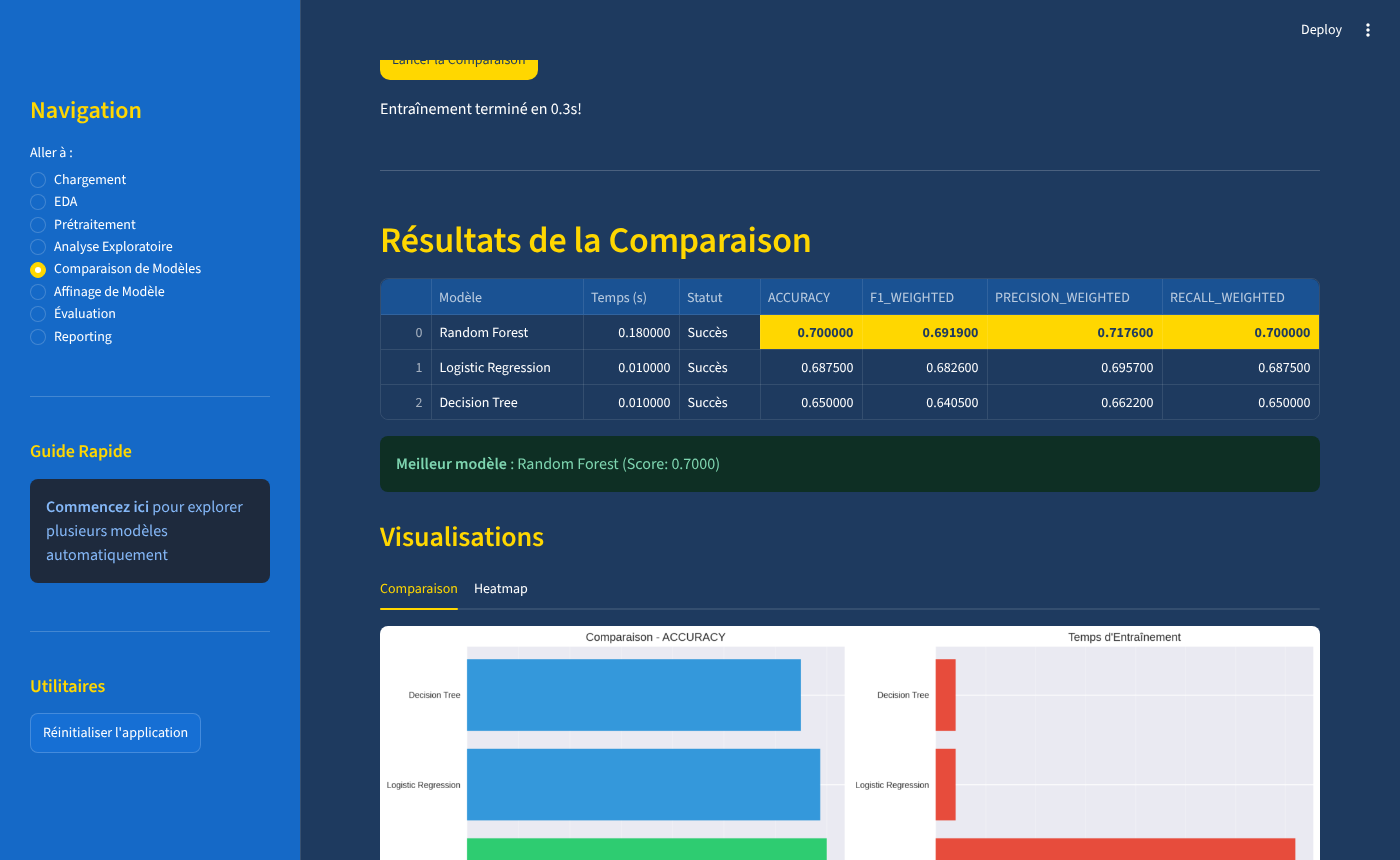 Deploy
Navigation
Aller à :
Chargement
EDA
Prétraitement
Analyse Exploratoire
Comparaison de Modèles
Affinage de Modèle
Évaluation
Reporting
Guide Rapide
Commencez ici pour explorer
plusieurs modèles
automatiquement
Utilitaires
Réinitialiser l'application
Lancer la Comparaison
Entraînement terminé en 0.3s!
Résultats de la Comparaison
Modèle Temps (s) Statut ACCURACY F1_WEIGHTED PRECISION_WEIGHTED RECALL_WEIGHTED
0 Random Forest 0.180000 Succès 0.700000 0.691900 0.717600 0.700000
1 Logistic Regression 0.010000 Succès 0.687500 0.682600 0.695700 0.687500
2 Decision Tree 0.010000 Succès 0.650000 0.640500 0.662200 0.650000
Meilleur modèle : Random Forest (Score: 0.7000)
Visualisations
Comparaison Heatmap
Comparaison - ACCURACY
Decision Tree
Logistic Regression
Temps d'Entraînement
Decision Tree
Logistic Regression